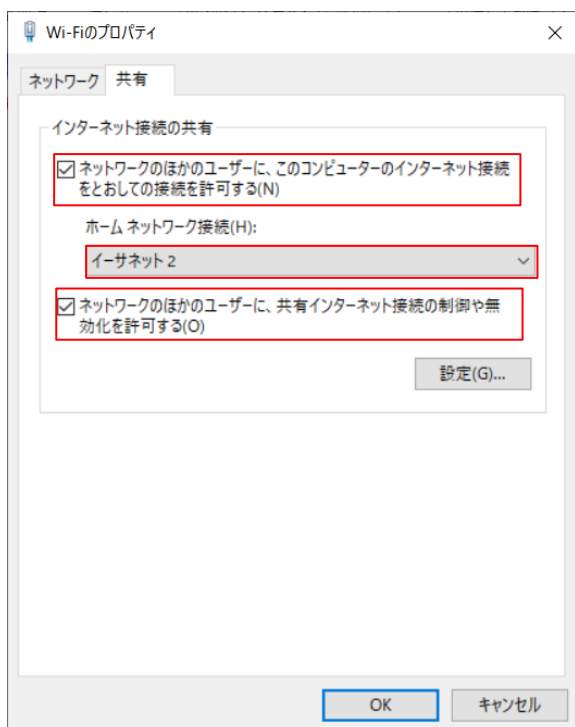 Wi-Fiのプロパティ
ネットワーク 共有
インターネット接続の共有
ネットワークのほかのユーザーに、このコンピューターのインターネット接続
をとおしての接続を許可する(N)
ホーム ネットワーク接続(H):
イーサネット 2
ネットワークのほかのユーザーに、共有インターネット接続の制御や無
効化を許可する(O)
設定(G)...
OK キャンセル